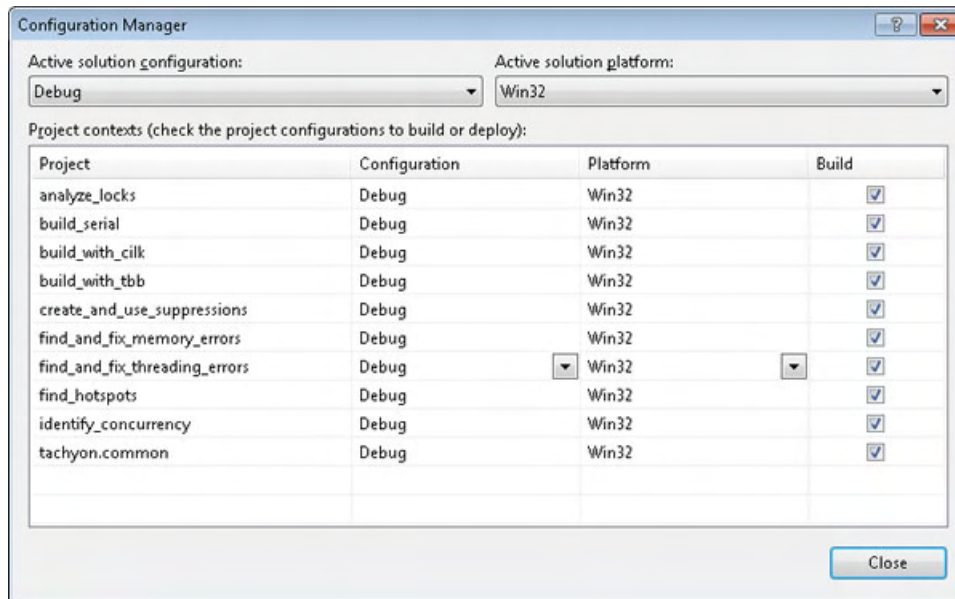 Configuration Manager
Active solution configuration: Active solution platform:
Debug Win32
Project contexts (check the project configurations to build or deploy):
Project Configuration Platform Build
analyze_locks Debug Win32
build_serial Debug Win32
build_with_cilk Debug Win32
build_with_tbb Debug Win32
create_and_use_suppressions Debug Win32
find_and_fix_memory_errors Debug Win32
find_and_fix_threading_errors Debug Win32
find_hotspots Debug Win32
identify_concurrency Debug Win32
tachyon.common Debug Win32
Close